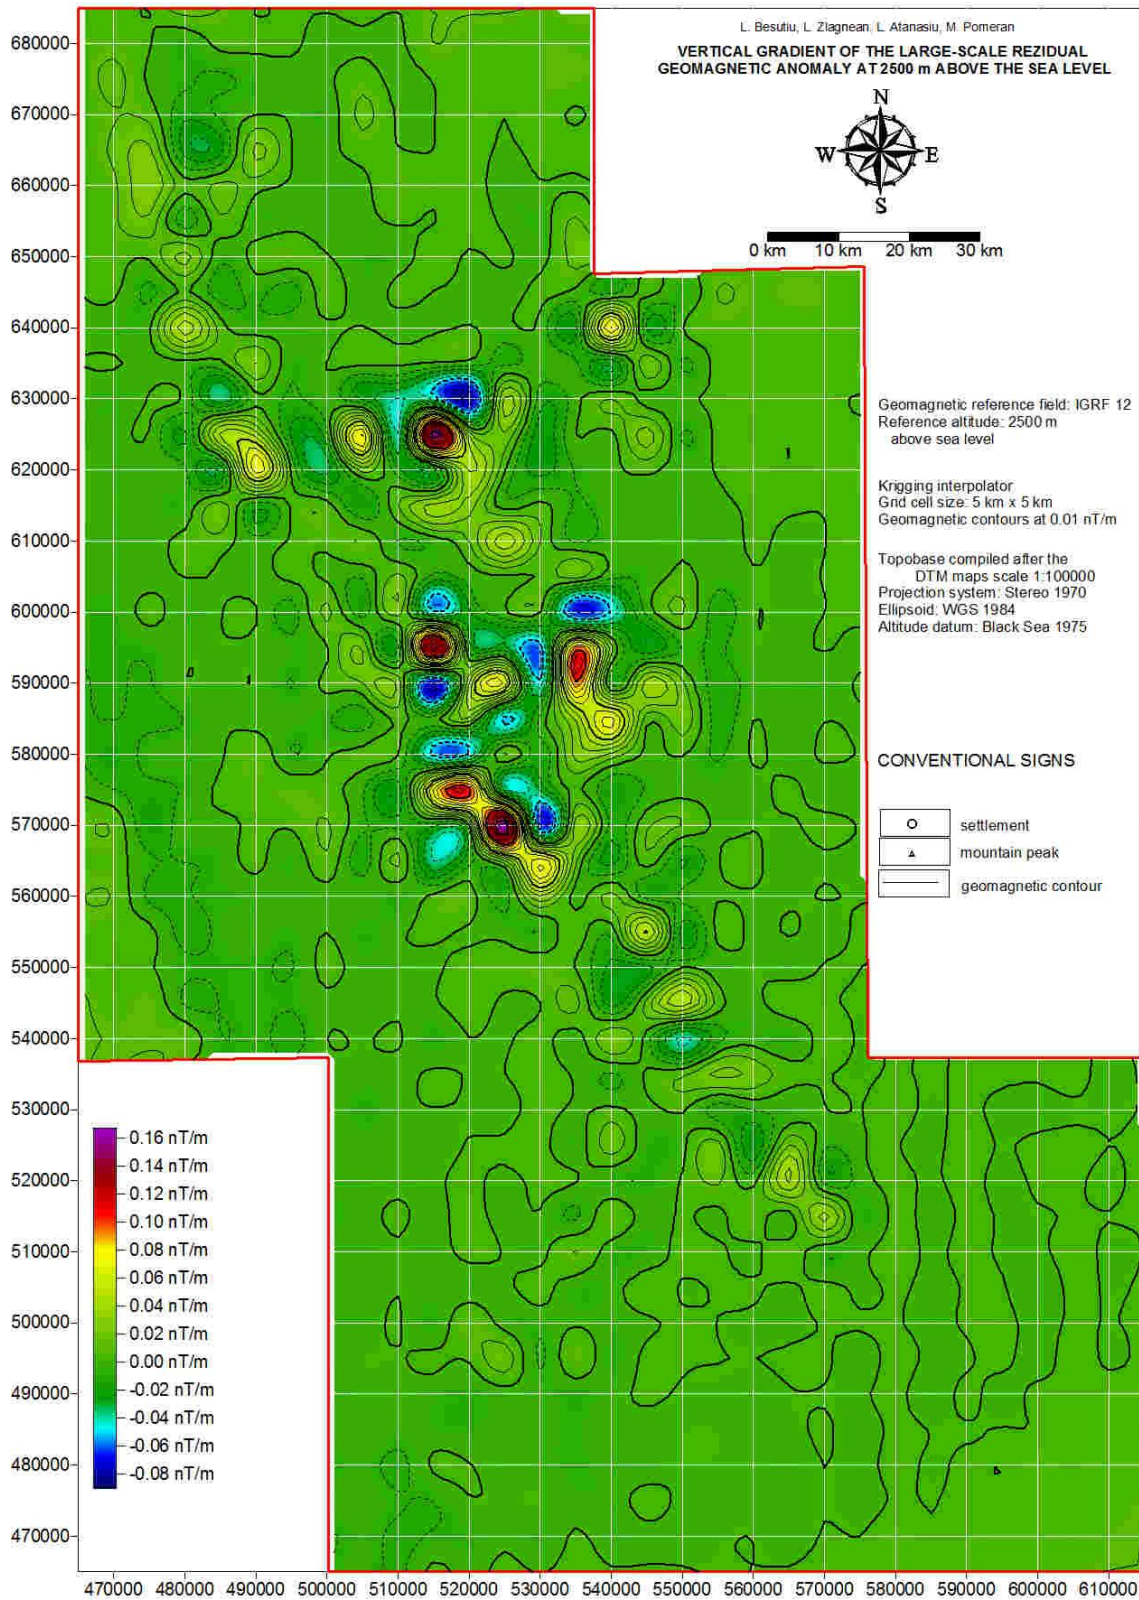 L. Besutiu, L. Zlagnean, L. Atanasiu, M. Pomeran
VERTICAL GRADIENT OF THE LARGE-SCALE REZIDUAL
GEOMAGNETIC ANOMALY AT 2500 m ABOVE THE SEA LEVEL
N
W E
S
0 km 10 km 20 km 30 km
Geomagnetic reference field: IGRF 12
Reference altitude: 2500 m
above sea level
Krigging interpolator
Grid cell size: 5 km x 5 km
Geomagnetic contours at 0.01 nT/m
Topobase compiled after the
DTM maps scale 1:100000
Projection system: Stereo 1970
Ellipsoid: WGS 1984
Altitude datum: Black Sea 1975
CONVENTIONAL SIGNS
settlement
mountain peak
geomagnetic contour
680000
670000
660000
650000
640000
630000
620000
610000
600000
590000
580000
570000
560000
550000
540000
530000
520000
510000
500000
490000
480000
470000
0.16 nT/m
0.14 nT/m
0.12 nT/m
0.10 nT/m
0.08 nT/m
0.06 nT/m
0.04 nT/m
0.02 nT/m
0.00 nT/m
-0.02 nT/m
-0.04 nT/m
-0.06 nT/m
-0.08 nT/m
470000 480000 490000 500000 510000 520000 530000 540000 550000 560000 570000 580000 590000 600000 610000